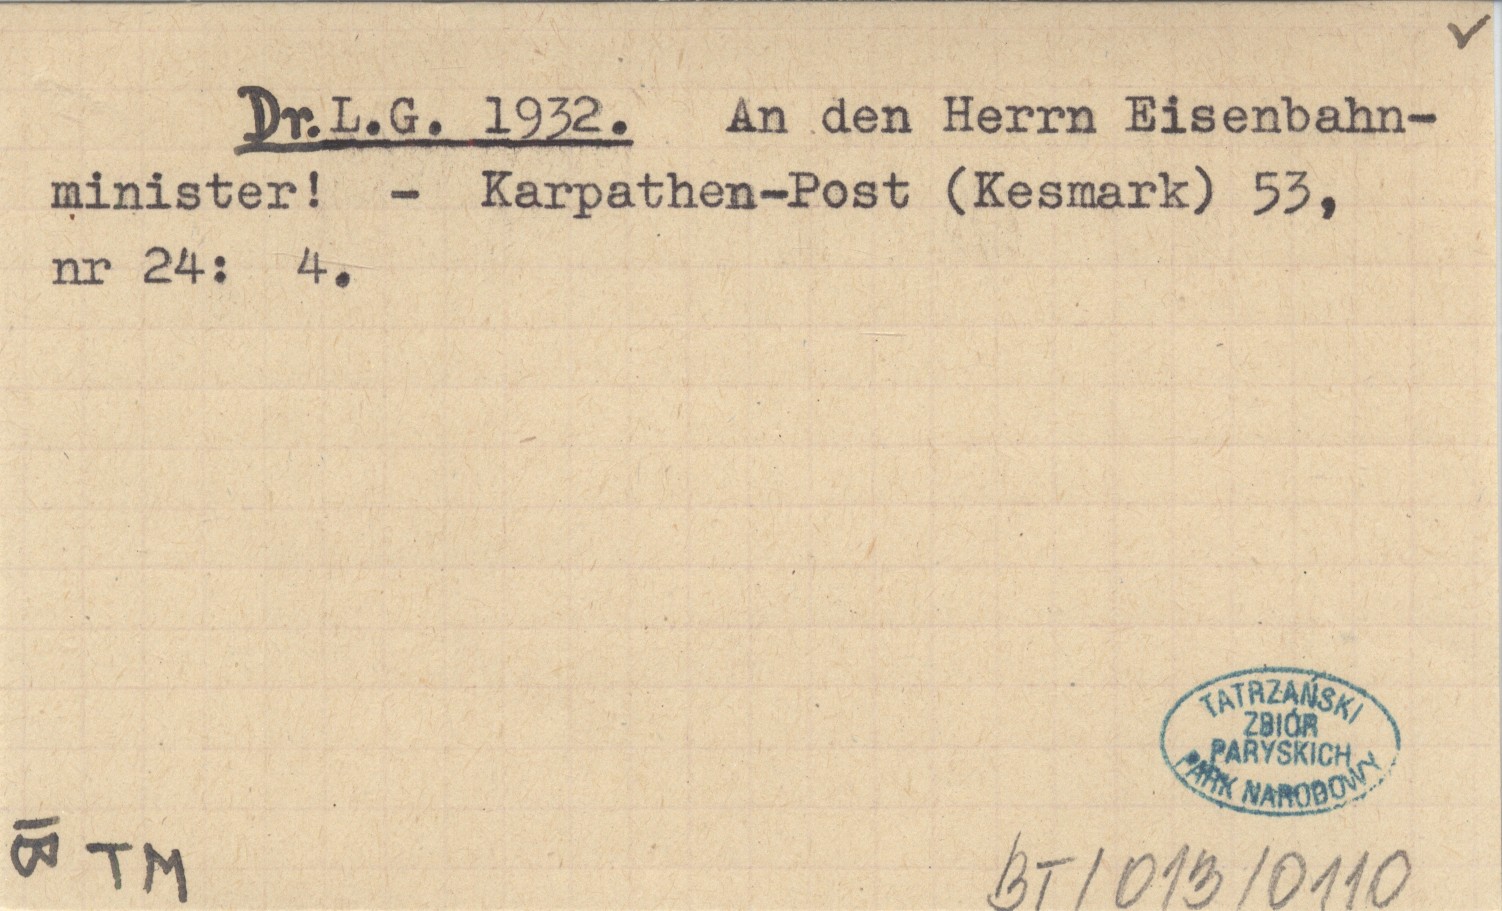 Dr. L.G. 1932. An den Herrn Eisenbahn-
minister! - Karpathen-Post (Kesmark) 53,
nr 24: 4.
TATRZAŃSKI
ZBIÓR
PARYSKICH
PARK NARODOWY
B TM
BT/013/0110